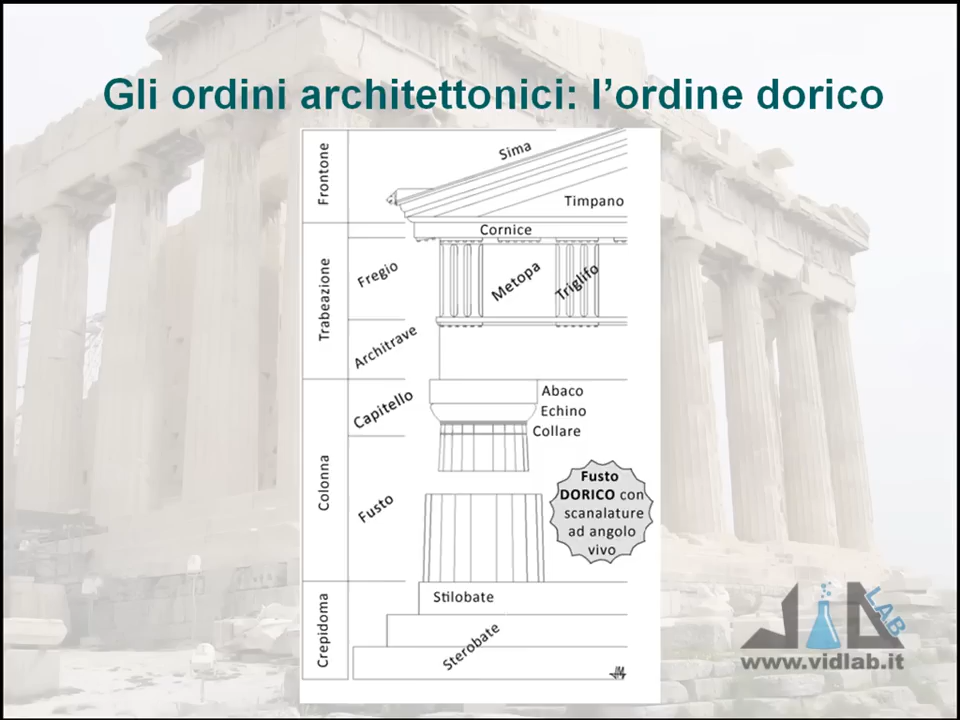 Gli ordini architettonici: l'ordine dorico
Frontone
Sima
Timpano
Trabeazione
Cornice
Fregio
Metopa
Triglifo
Architrave
Colonna
Capitello
Abaco
Echino
Collare
Fusto
Fusto
DORICO con
scanalature
ad angolo
vivo
Crepidoma
Stilobate
Sterobate
LAB
www.vidlab.it